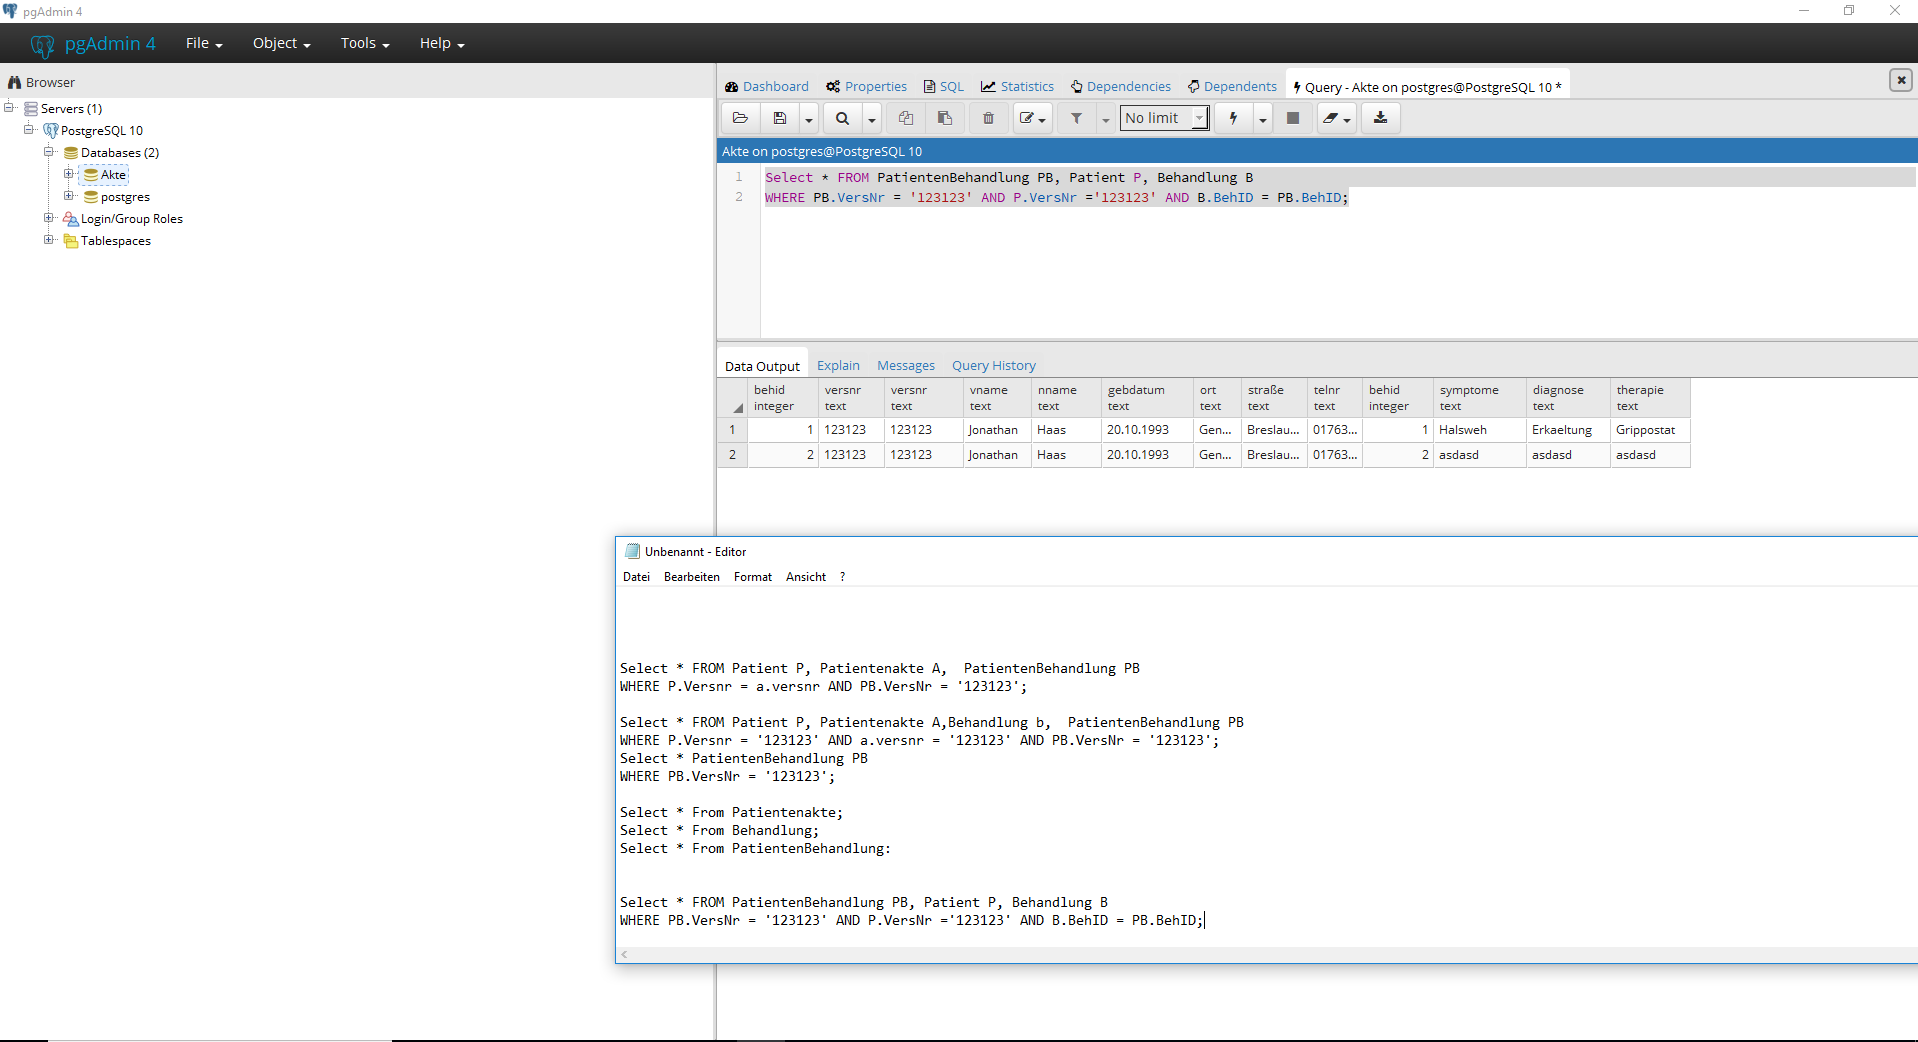 pgAdmin 4
pgAdmin 4 File Object Tools Help
Browser
Servers (1)
PostgreSQL 10
Databases (2)
Akte
postgres
Login/Group Roles
Tablespaces
Dashboard Properties SQL Statistics Dependencies Dependents Query - Akte on postgres@PostgreSQL 10 *
No limit
Akte on postgres@PostgreSQL 10
1 Select * FROM PatientenBehandlung PB, Patient P, Behandlung B
2 WHERE PB.VersNr = '123123' AND P.VersNr ='123123' AND B.BehID = PB.BehID;
Data Output Explain Messages Query History
behid versnr versnr vname nname gebdatum ort straße telnr behid symptome diagnose therapie
integer text text text text text text text text integer text text text
1 1 123123 123123 Jonathan Haas 20.10.1993 Gen... Breslau... 01763... 1 Halsweh Erkaeltung Grippostat
2 2 123123 123123 Jonathan Haas 20.10.1993 Gen... Breslau... 01763... 2 asdasd asdasd asdasd
Unbenannt - Editor
Datei Bearbeiten Format Ansicht ?
Select * FROM Patient P, Patientenakte A,  PatientenBehandlung PB
WHERE P.Versnr = a.versnr AND PB.VersNr = '123123';
Select * FROM Patient P, Patientenakte A,Behandlung b,  PatientenBehandlung PB
WHERE P.Versnr = '123123' AND a.versnr = '123123' AND PB.VersNr = '123123';
Select * PatientenBehandlung PB
WHERE PB.VersNr = '123123';
Select * From Patientenakte;
Select * From Behandlung;
Select * From PatientenBehandlung:
Select * FROM PatientenBehandlung PB, Patient P, Behandlung B
WHERE PB.VersNr = '123123' AND P.VersNr ='123123' AND B.BehID = PB.BehID;